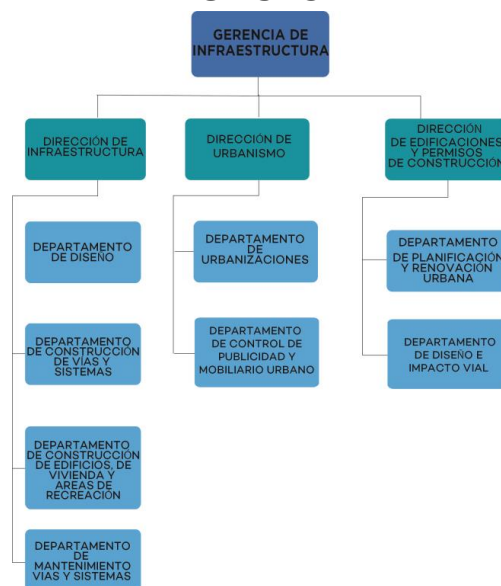 GERENCIA DE
INFRAESTRUCTURA
DIRECCIÓN DE
INFRAESTRUCTURA
DIRECCIÓN DE
URBANISMO
DIRECCIÓN
DE EDIFICACIONES
Y PERMISOS
DE CONSTRUCCIÓN
DEPARTAMENTO
DE DISEÑO
DEPARTAMENTO
DE CONSTRUCCIÓN
DE VÍAS Y
SISTEMAS
DEPARTAMENTO
DE CONSTRUCCIÓN
DE EDIFICIOS, DE
VIVIENDA Y
AREAS DE
RECREACIÓN
DEPARTAMENTO
DE
MANTENIMIENTO
VIAS Y SISTEMAS
DEPARTAMENTO
DE
URBANIZACIONES
DEPARTAMENTO
DE CONTROL DE
PUBLICIDAD Y
MOBILIARIO URBANO
DEPARTAMENTO
DE PLANIFICACIÓN
Y RENOVACIÓN
URBANA
DEPARTAMENTO
DE DISEÑO E
IMPACTO VIAL